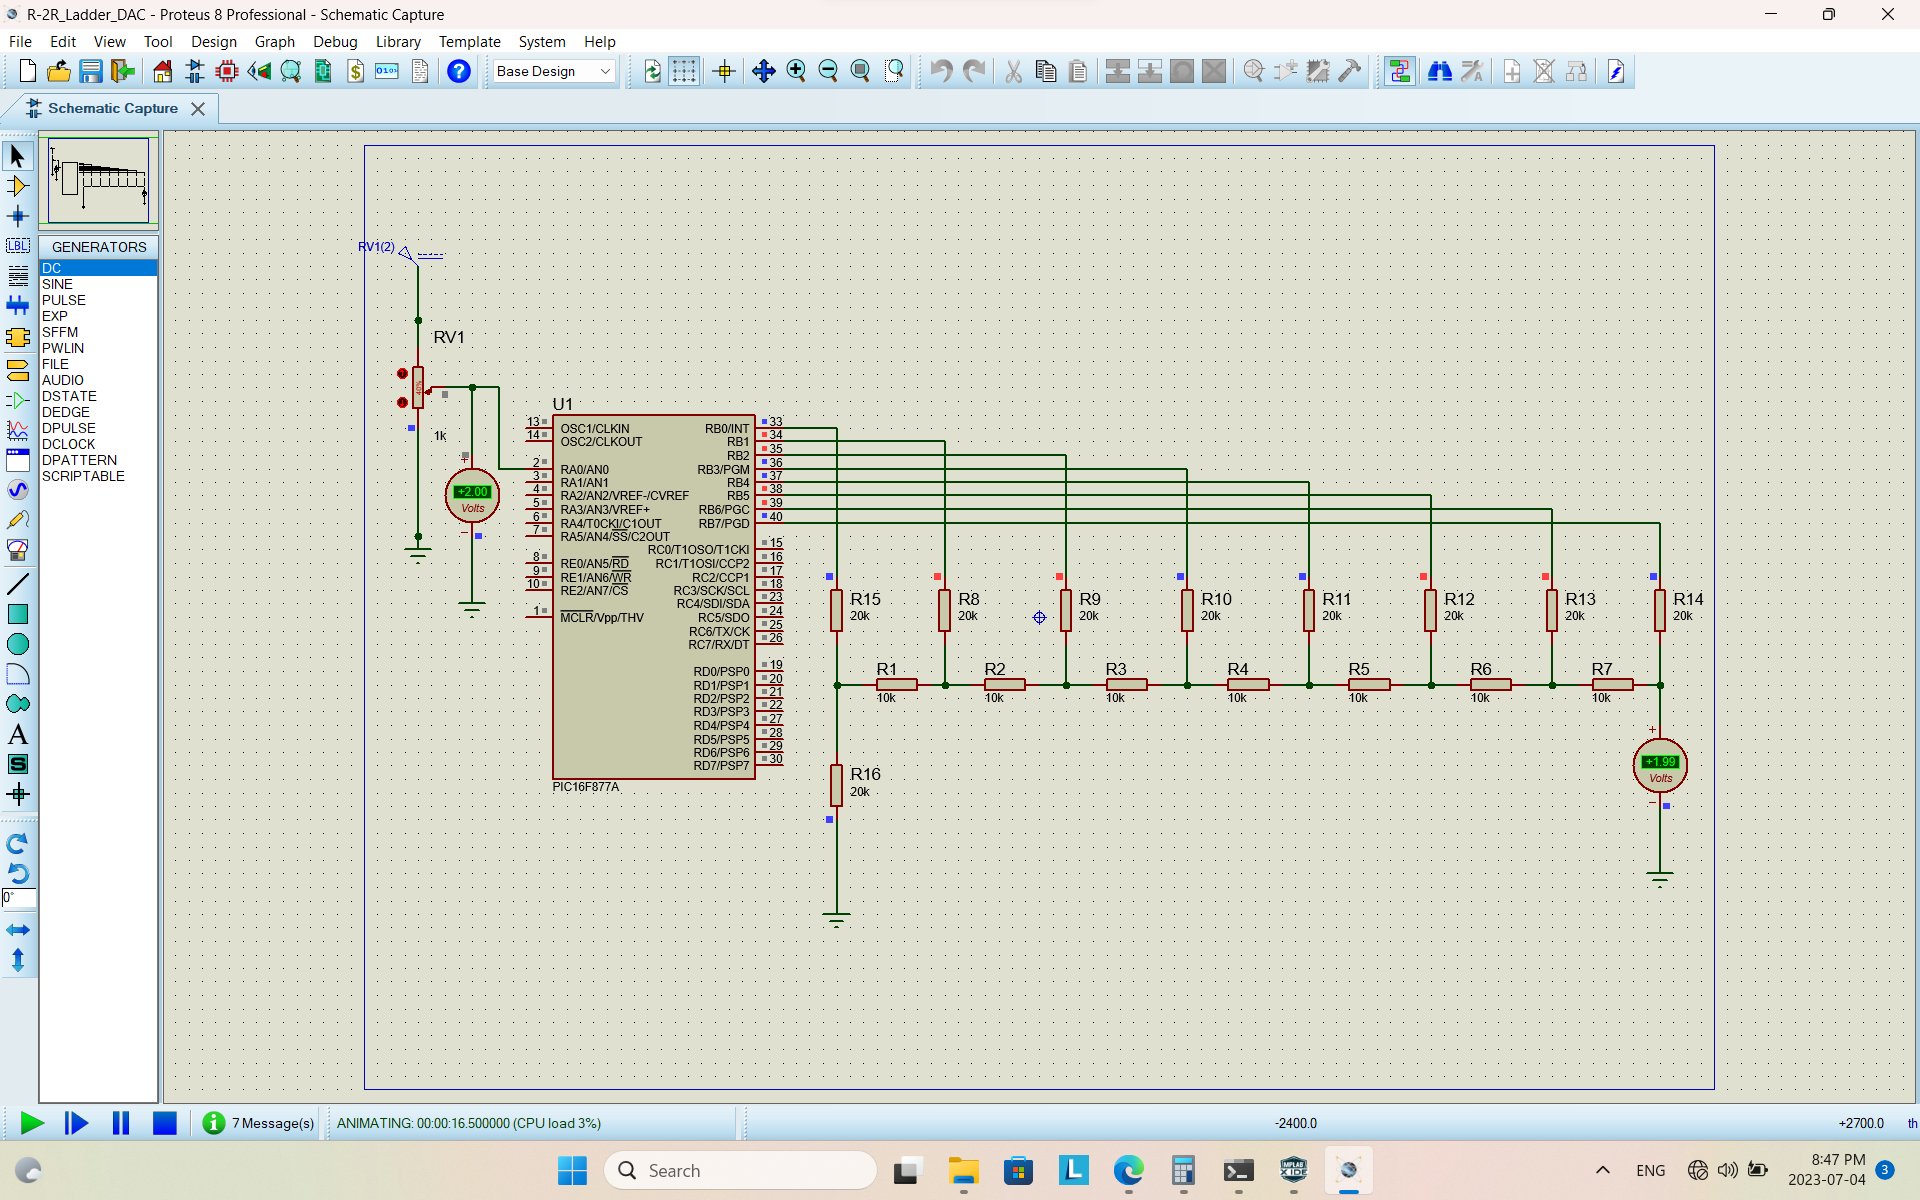 R-2R_Ladder_DAC - Proteus 8 Professional - Schematic Capture
File Edit View Tool Design Graph Debug Library Template System Help
Base Design
Schematic Capture
GENERATORS
DC
SINE
PULSE
EXP
SFFM
PWLIN
FILE
AUDIO
DSTATE
DEDGE
DPULSE
DCLOCK
DPATTERN
SCRIPTABLE
LBL
A
S
0°
RV1(2)
RV1
40%
1k
+
+2.00
Volts
U1
13 OSC1/CLKIN
14 OSC2/CLKOUT
2 RA0/AN0
3 RA1/AN1
4 RA2/AN2/VREF-/CVREF
5 RA3/AN3/VREF+
6 RA4/T0CKI/C1OUT
7 RA5/AN4/SS/C2OUT
8 RE0/AN5/RD
9 RE1/AN6/WR
10 RE2/AN7/CS
1 MCLR/Vpp/THV
RB0/INT 33
RB1 34
RB2 35
RB3/PGM 36
RB4 37
RB5 38
RB6/PGC 39
RB7/PGD 40
RC0/T1OSO/T1CKI 15
RC1/T1OSI/CCP2 16
RC2/CCP1 17
RC3/SCK/SCL 18
RC4/SDI/SDA 23
RC5/SDO 24
RC6/TX/CK 25
RC7/RX/DT 26
RD0/PSP0 19
RD1/PSP1 20
RD2/PSP2 21
RD3/PSP3 22
RD4/PSP4 27
RD5/PSP5 28
RD6/PSP6 29
RD7/PSP7 30
PIC16F877A
R15 R8 R9 R10 R11 R12 R13 R14
20k 20k 20k 20k 20k 20k 20k 20k
R1 R2 R3 R4 R5 R6 R7
10k 10k 10k 10k 10k 10k 10k
R16
20k
+
+1.99
Volts
7 Message(s) ANIMATING: 00:00:16.500000 (CPU load 3%) -2400.0 +2700.0 th
Search
ENG
8:47 PM
2023-07-04
3